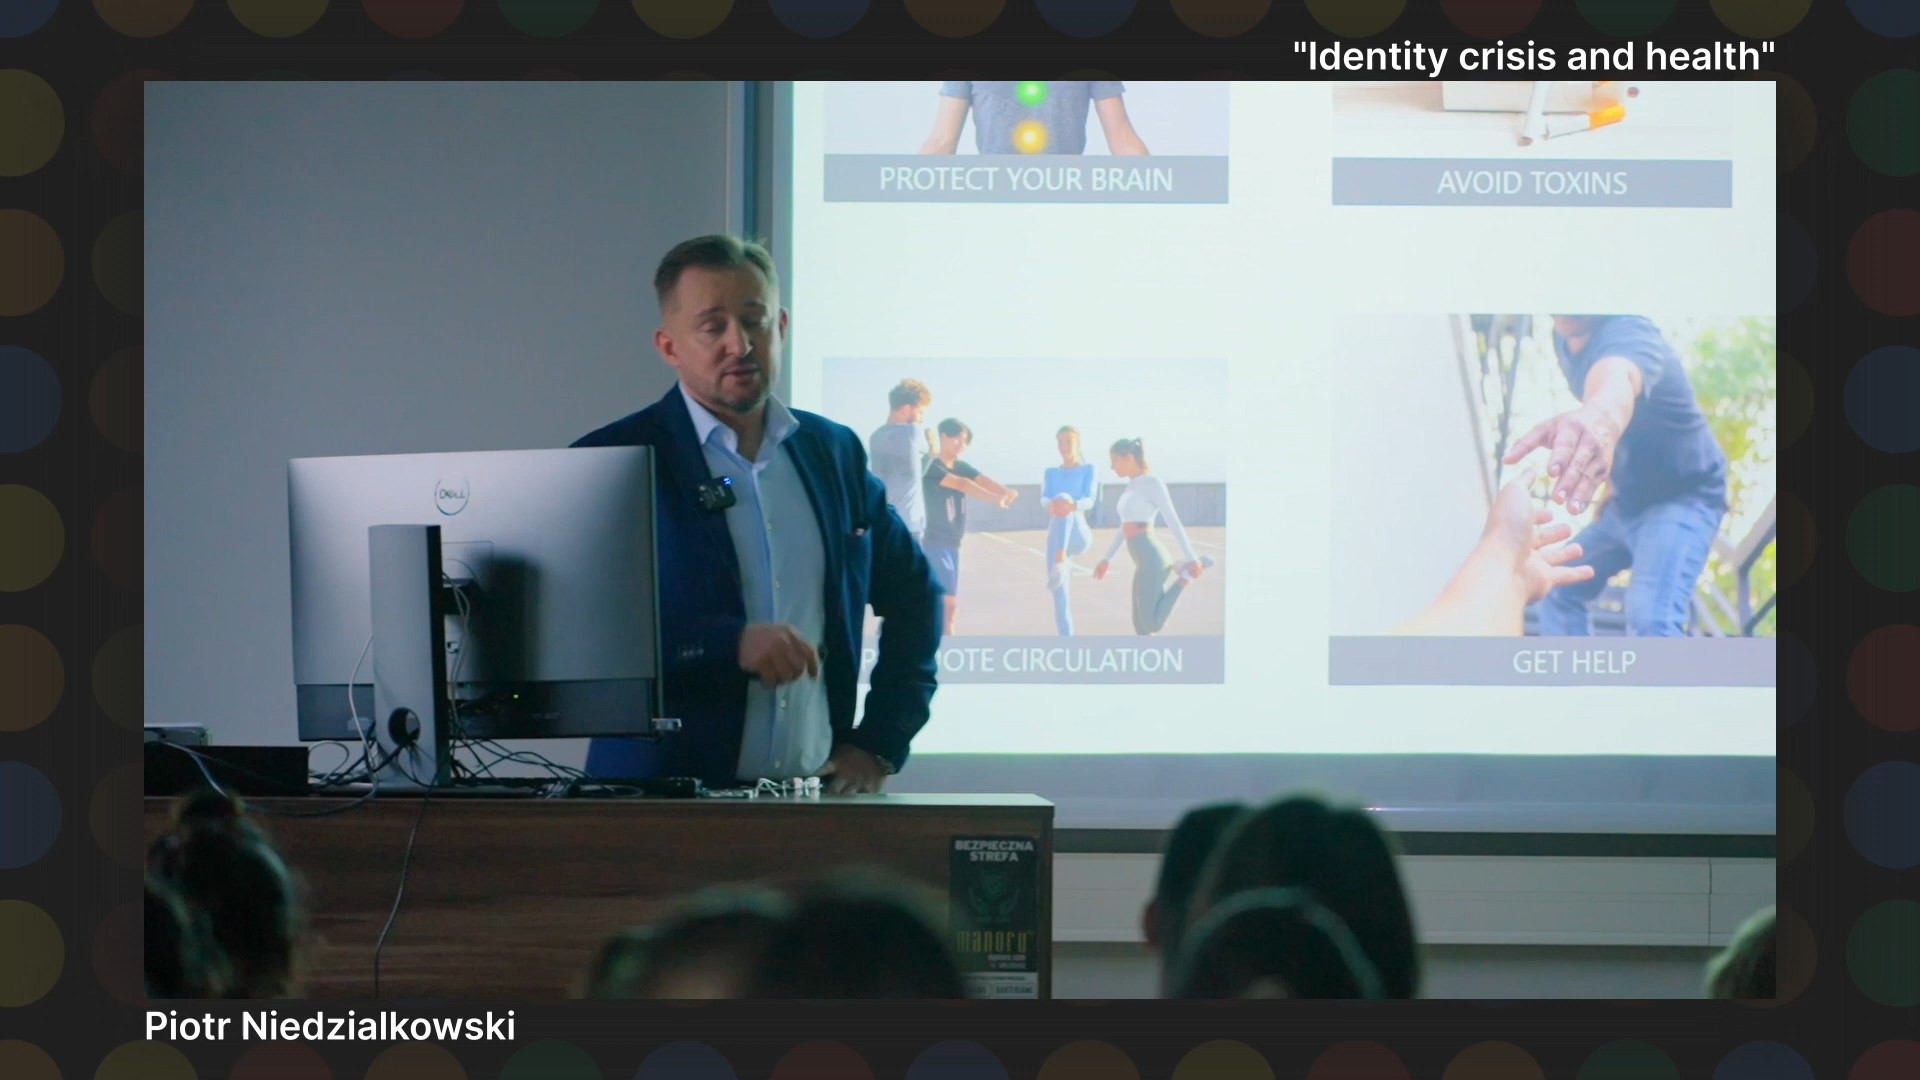 "Identity crisis and health"
PROTECT YOUR BRAIN
AVOID TOXINS
DELL
OTE CIRCULATION
GET HELP
BEZPIECZNA
STREFA
Piotr Niedzialkowski